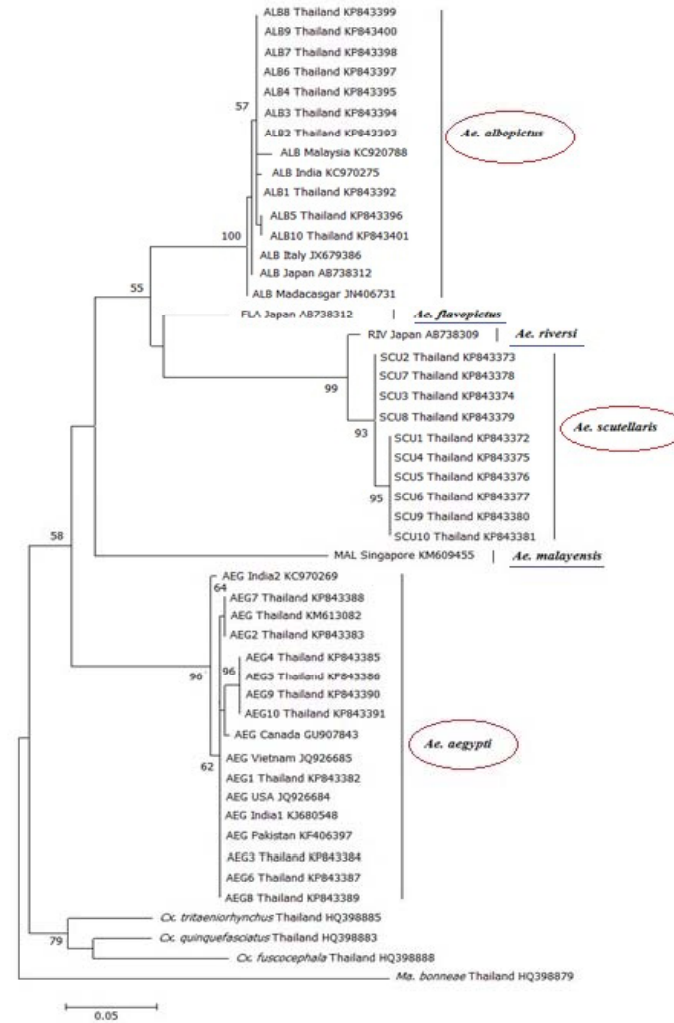 ALB8 Thailand KP843399
ALB9 Thailand KP843400
ALB7 Thailand KP843398
ALB6 Thailand KP843397
ALB4 Thailand KP843395
57
ALB3 Thailand KP843394
ALB2 Thailand KP843393
Ae. albopictus
ALB Malaysia KC920788
ALB India KC970275
ALB1 Thailand KP843392
ALB5 Thailand KP843396
100
ALB10 Thailand KP843401
ALB Italy JX679386
ALB Japan AB738312
55
ALB Madacasgar JN406731
FLA Japan AB738312
Ae. flavopictus
RIV Japan AB738309
Ae. riversi
SCU2 Thailand KP843373
SCU7 Thailand KP843378
99
SCU3 Thailand KP843374
SCU8 Thailand KP843379
Ae. scutellaris
93
SCU1 Thailand KP843372
SCU4 Thailand KP843375
SCU5 Thailand KP843376
95
SCU6 Thailand KP843377
SCU9 Thailand KP843380
58
SCU10 Thailand KP843381
MAL Singapore KM609455
Ae. malayensis
AEG India2 KC970269
64
AEG7 Thailand KP843388
AEG Thailand KM613082
AEG2 Thailand KP843383
AEG4 Thailand KP843385
96
AEG5 Thailand KP843386
AEG9 Thailand KP843390
AEG10 Thailand KP843391
AEG Canada GU907843
Ae. aegypti
AEG Vietnam JQ926685
62
AEG1 Thailand KP843382
AEG USA JQ926684
AEG India1 KJ680548
AEG Pakistan KF406397
AEG3 Thailand KP843384
AEG6 Thailand KP843387
AEG8 Thailand KP843389
Cx. tritaeniorhynchus Thailand HQ398885
79
Cx. quinquefasciatus Thailand HQ398883
Cx. fuscocephala Thailand HQ398888
Ma. bonneae Thailand HQ398879
0.05